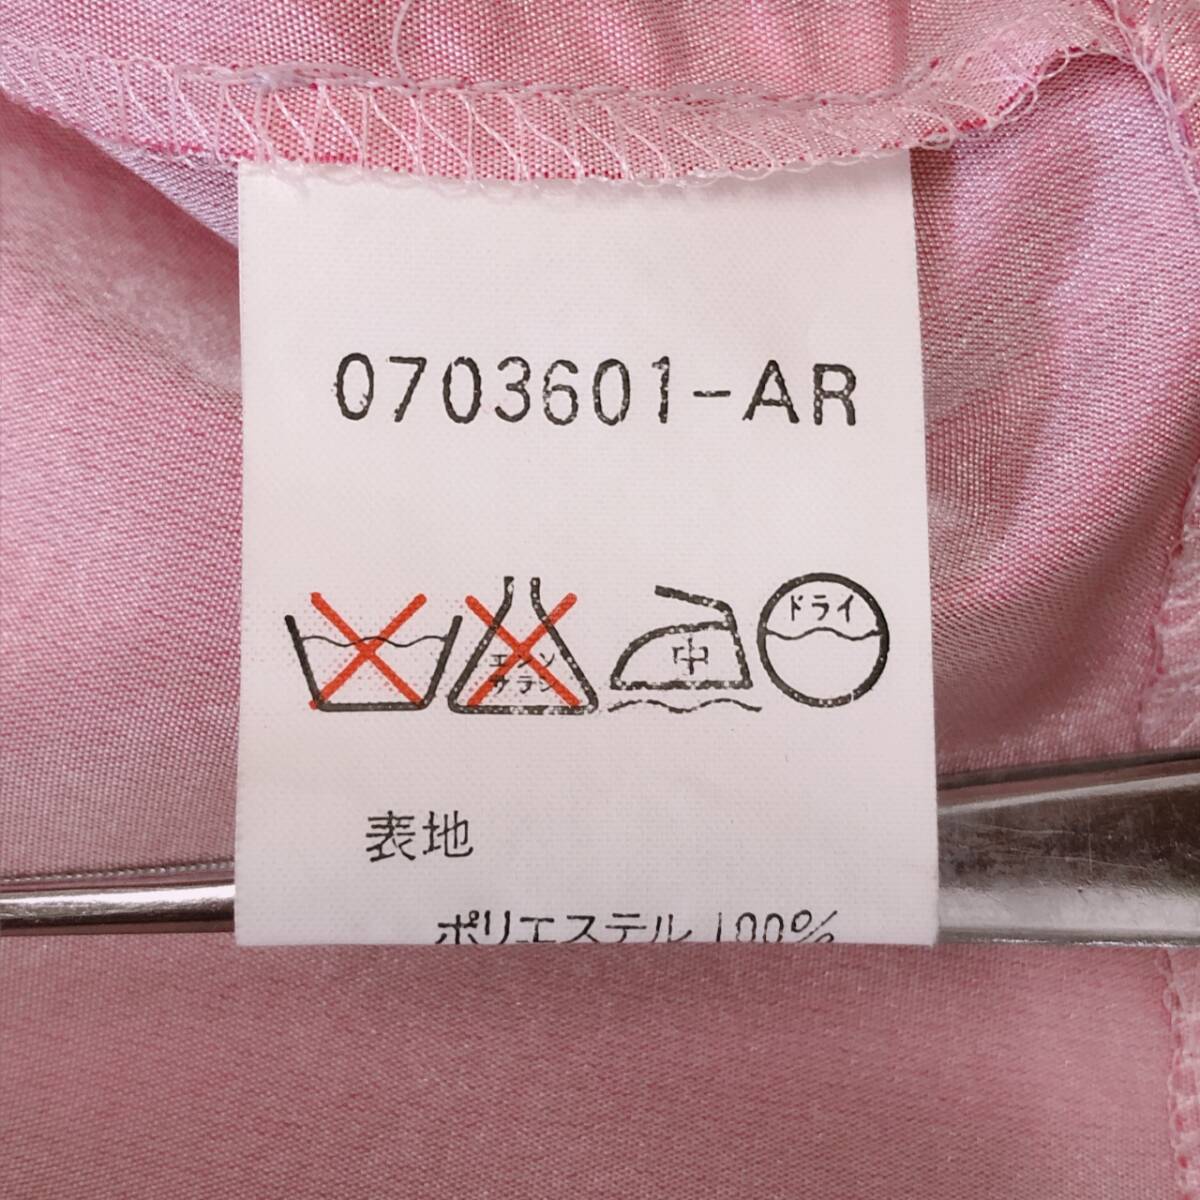 0703601-AR
エンソ
サラシ
中
ドライ
表地
ポリエステル 100%